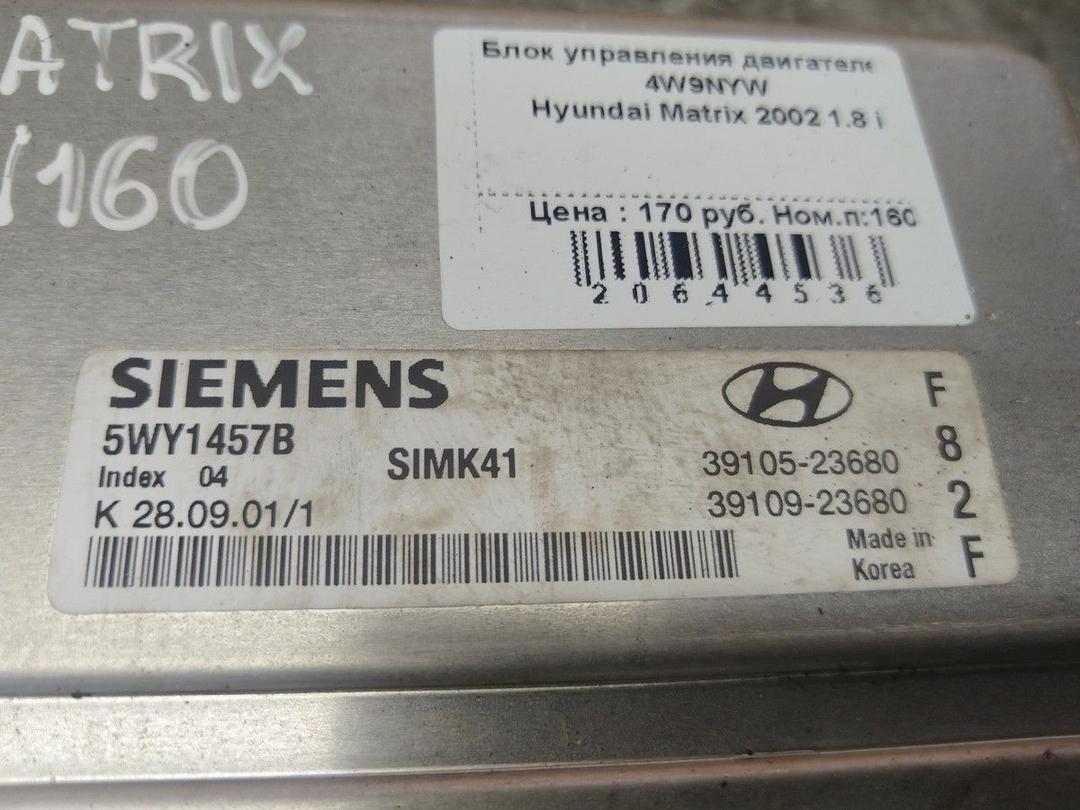 ATRIX
160
Блок управления двигателе
4W9NYW
Hyundai Matrix 2002 1.8 i
Цена : 170 руб. Ном.п:160
20644536
SIEMENS
5WY1457B
Index 04
SIMK41
K 28.09.01/1
39105-23680
39109-23680
Made in
Korea
F
8
2
F